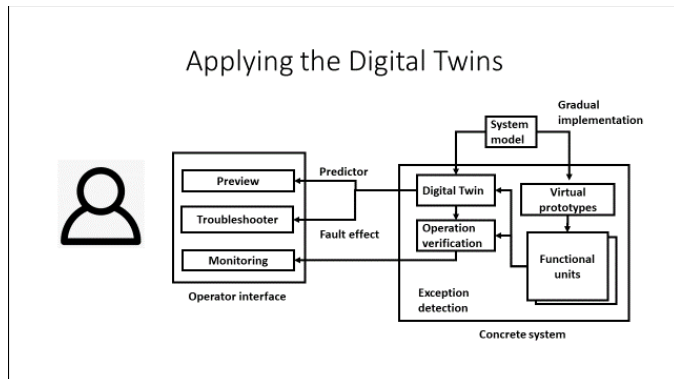 Applying the Digital Twins
Gradual
implementation
System
model
Predictor
Preview
Digital Twin
Virtual
prototypes
Troubleshooter
Fault effect
Operation
verification
Monitoring
Functional
units
Operator interface
Exception
detection
Concrete system